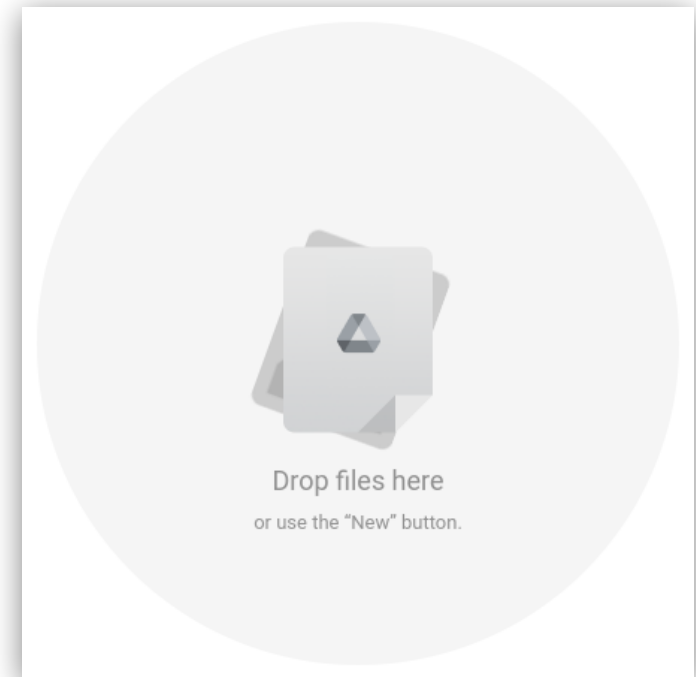 Drop files here
or use the “New” button.